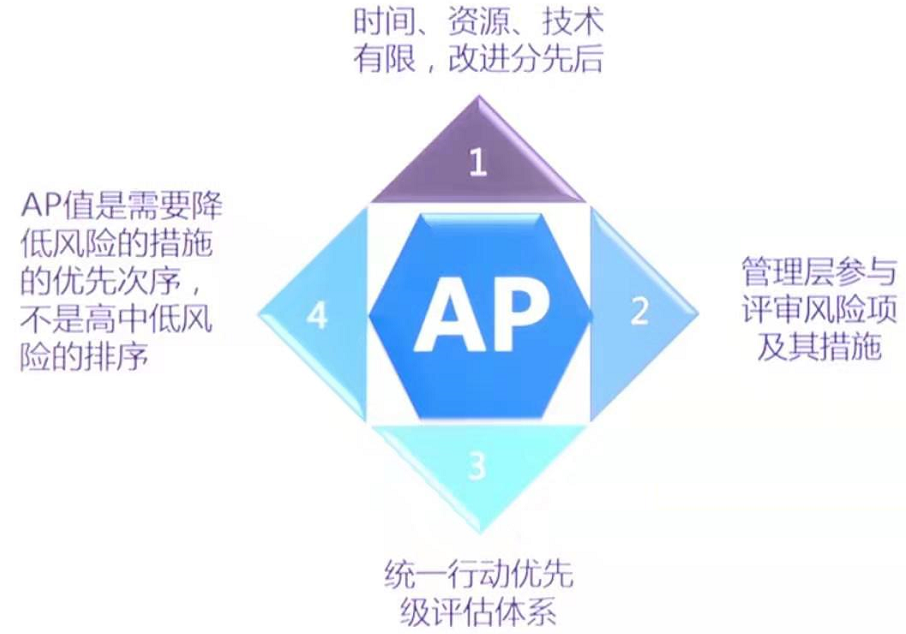 时间、资源、技术
有限，改进分先后
1
AP值是需要降
低风险的措施
的优先次序，
不是高中低风
险的排序
4
AP
2
管理层参与
评审风险项
及其措施
3
统一行动优先
级评估体系